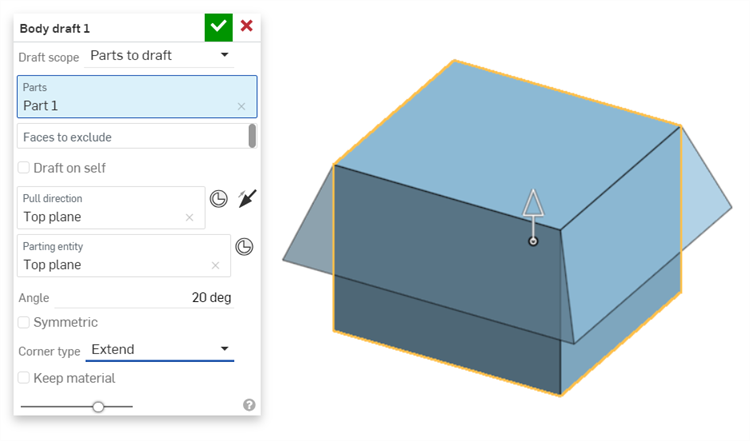 Body draft 1
Draft scope Parts to draft
Parts
Part 1
Faces to exclude
Draft on self
Pull direction
Top plane
Parting entity
Top plane
Angle 20 deg
Symmetric
Corner type Extend
Keep material